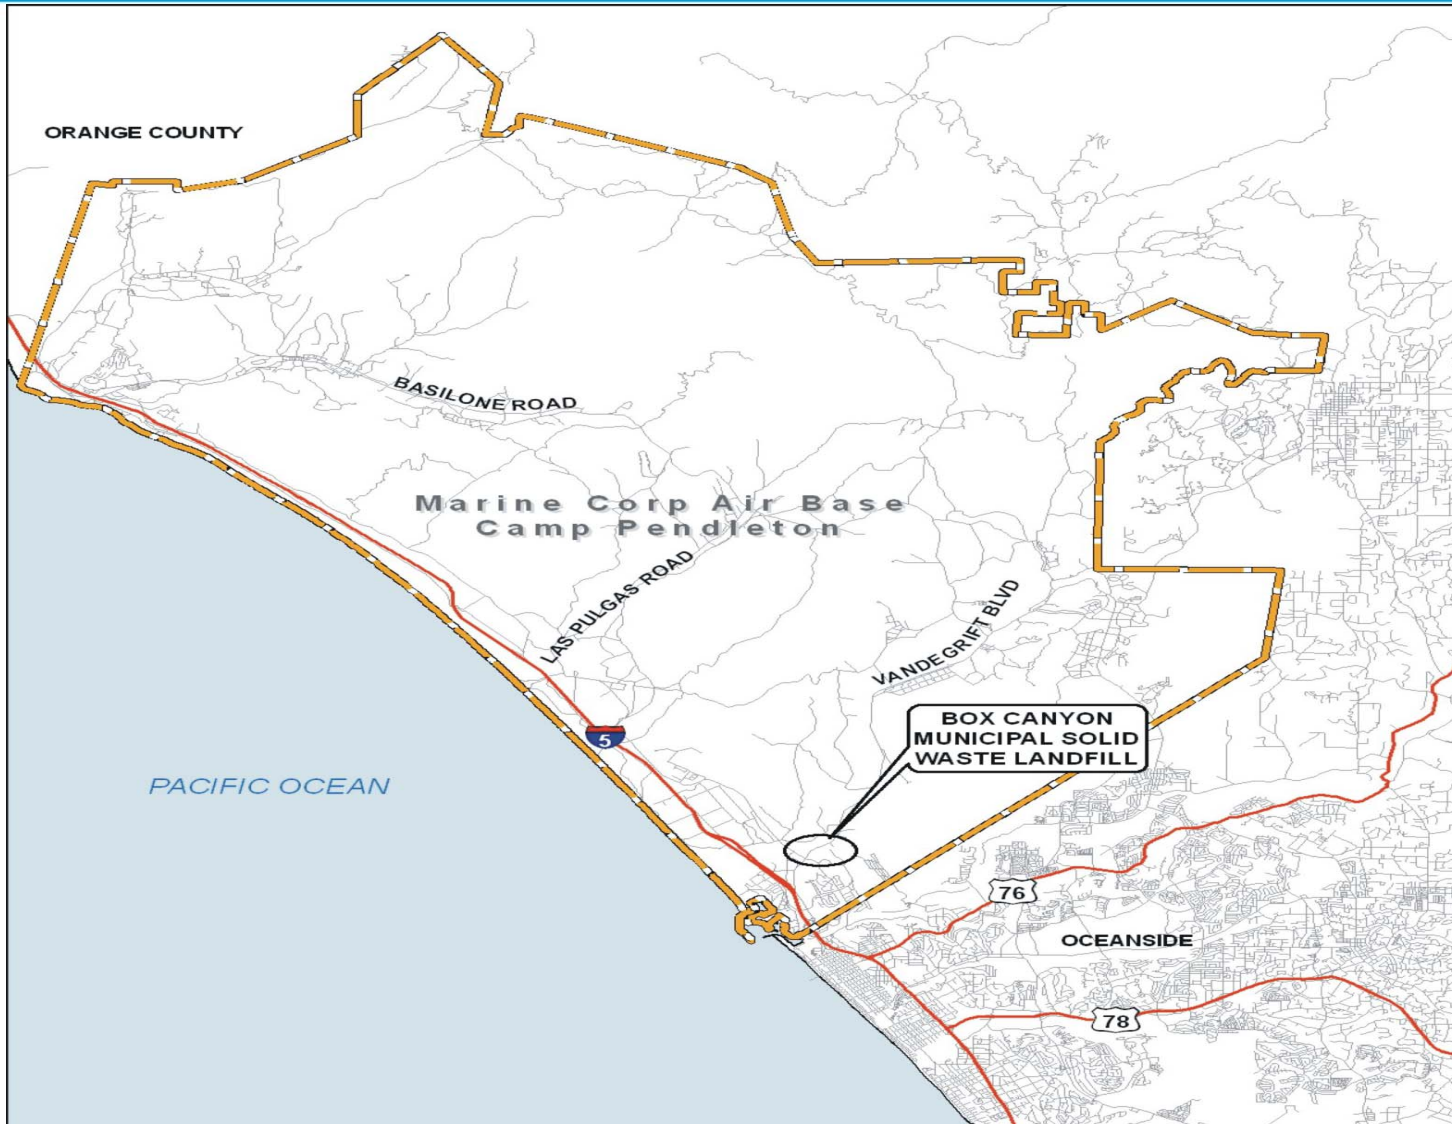 ORANGE COUNTY
BASILONE ROAD
Marine Corp Air Base
Camp Pendleton
LAS PULGAS ROAD
VANDEGRIFT BLVD
BOX CANYON
MUNICIPAL SOLID
WASTE LANDFILL
5
PACIFIC OCEAN
76
OCEANSIDE
78